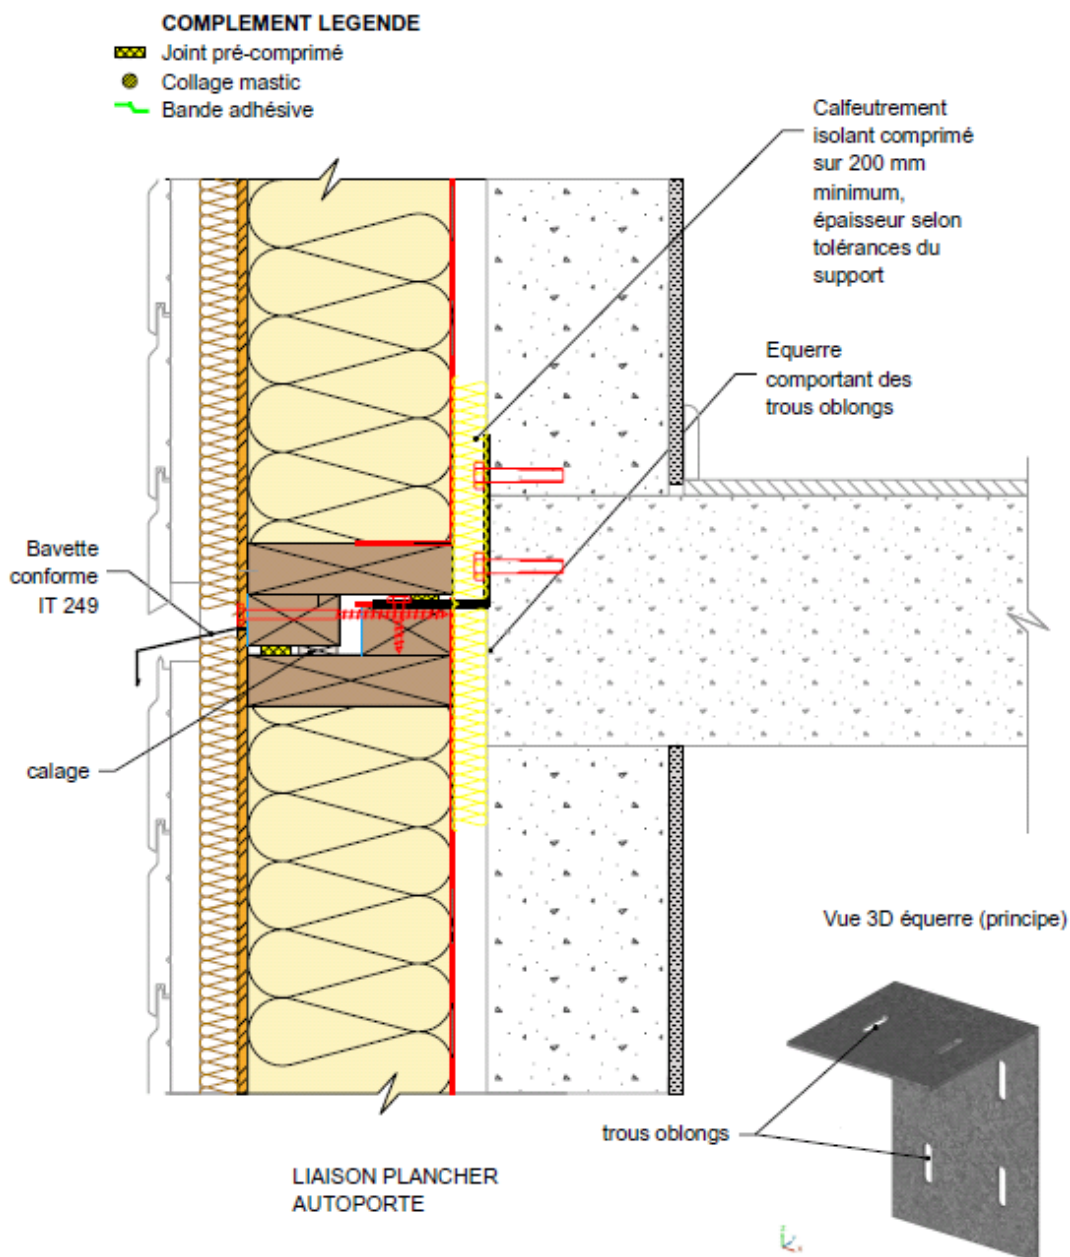 COMPLEMENT LEGENDE
Joint pré-comprimé
Collage mastic
Bande adhésive
Calfeutrement
isolant comprimé
sur 200 mm
minimum,
épaisseur selon
tolérances du
support
Equerre
comportant des
trous oblongs
Bavette
conforme
IT 249
calage
Vue 3D équerre (principe)
trous oblongs
LIAISON PLANCHER
AUTOPORTE